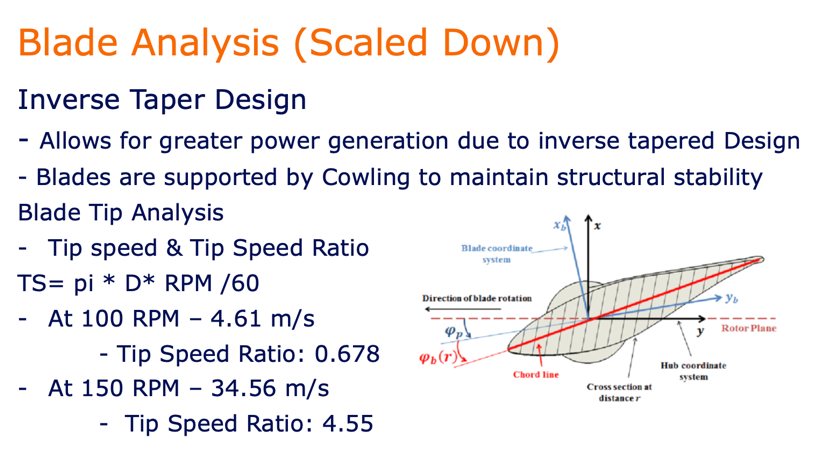 Blade Analysis (Scaled Down)
Inverse Taper Design
- Allows for greater power generation due to inverse tapered Design
- Blades are supported by Cowling to maintain structural stability
Blade Tip Analysis
- Tip speed & Tip Speed Ratio
TS= pi * D* RPM /60
- At 100 RPM – 4.61 m/s
- Tip Speed Ratio: 0.678
- At 150 RPM – 34.56 m/s
- Tip Speed Ratio: 4.55
x_b
x
Blade coordinate
system
y_b
Direction of blade rotation
φ_p
y
Rotor Plane
φ_b(r)
Chord line
Hub coordinate
system
Cross section at
distance r